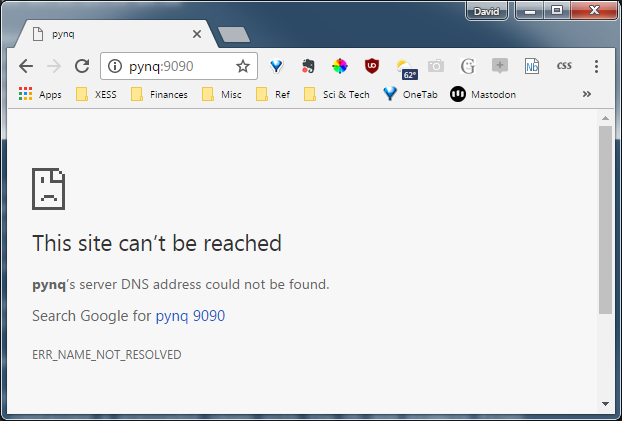 David
pynq
pynq:9090
62°
css
Apps XESS Finances Misc Ref Sci & Tech OneTab Mastodon »
This site can’t be reached
pynq’s server DNS address could not be found.
Search Google for pynq 9090
ERR_NAME_NOT_RESOLVED